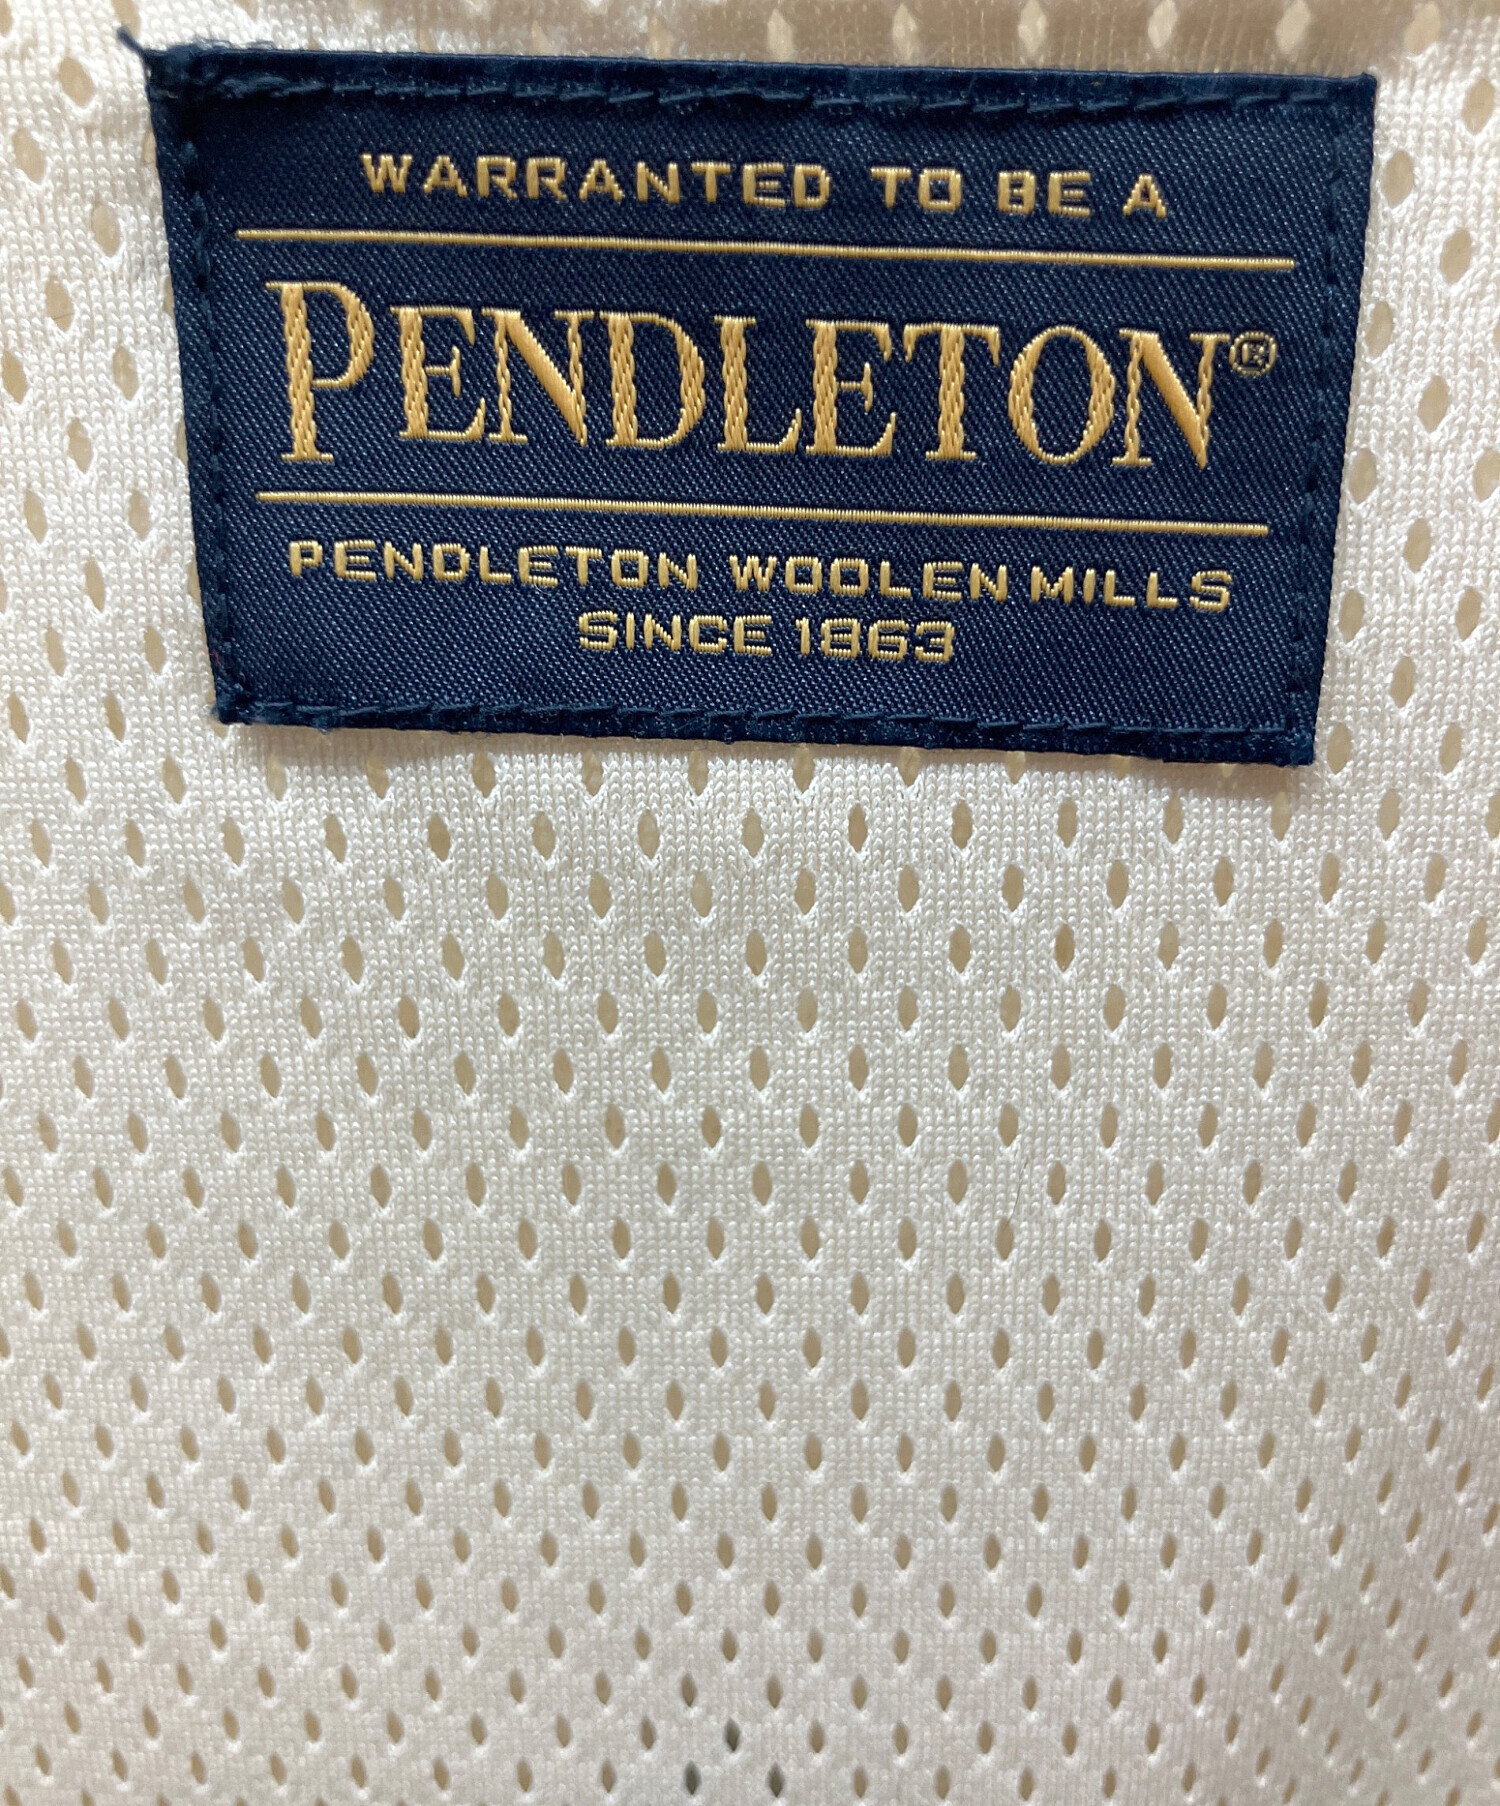 WARRANTED TO BE A
PENDLETON®
PENDLETON WOOLEN MILLS
SINCE 1863